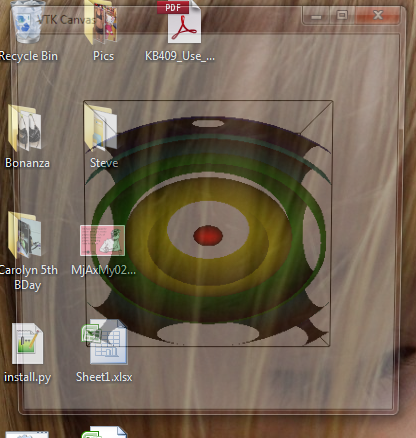 VTK Canvas
Recycle Bin
Pics
PDF
KB409_Use_...
Bonanza
Steve
Carolyn 5th
BDay
MjAxMy02...
install.py
Sheet1.xlsx